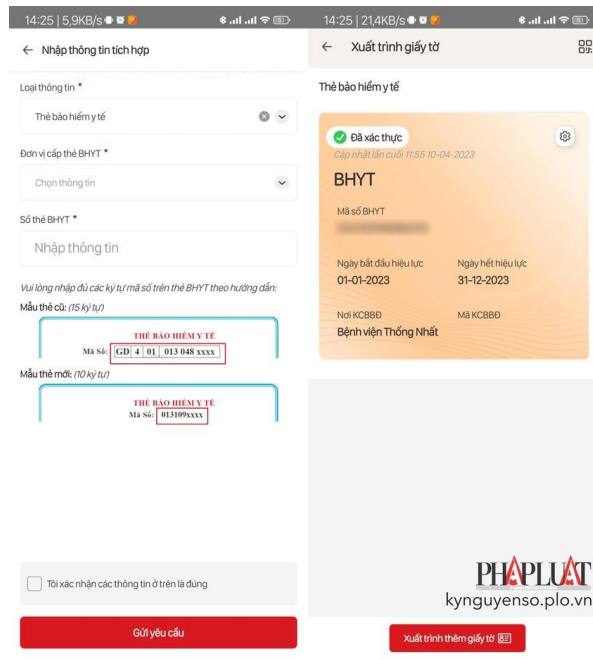 14:25 | 5,9KB/s
Nhập thông tin tích hợp
Loại thông tin *
Thẻ bảo hiểm y tế
Đơn vị cấp thẻ BHYT *
Chọn thông tin
Số thẻ BHYT *
Nhập thông tin
Vui lòng nhập đủ các ký tự mã số trên thẻ BHYT theo hướng dẫn:
Mẫu thẻ cũ: (15 ký tự)
THẺ BẢO HIỂM Y TẾ
Mã Số: GD 4 01 013 048 xxxx
Mẫu thẻ mới: (10 ký tự)
THẺ BẢO HIỂM Y TẾ
Mã Số: 013109xxxx
Tôi xác nhận các thông tin ở trên là đúng
Gửi yêu cầu
14:25 | 21,4KB/s
Xuất trình giấy tờ
Thẻ bảo hiểm y tế
Đã xác thực
Cập nhật lần cuối 11:55 10-04-2023
BHYT
Mã số BHYT
Ngày bắt đầu hiệu lực Ngày hết hiệu lực
01-01-2023 31-12-2023
Nơi KCBBĐ Mã KCBBĐ
Bệnh viện Thống Nhất
PHÁPLUẬT
kynguyenso.plo.vn
Xuất trình thêm giấy tờ